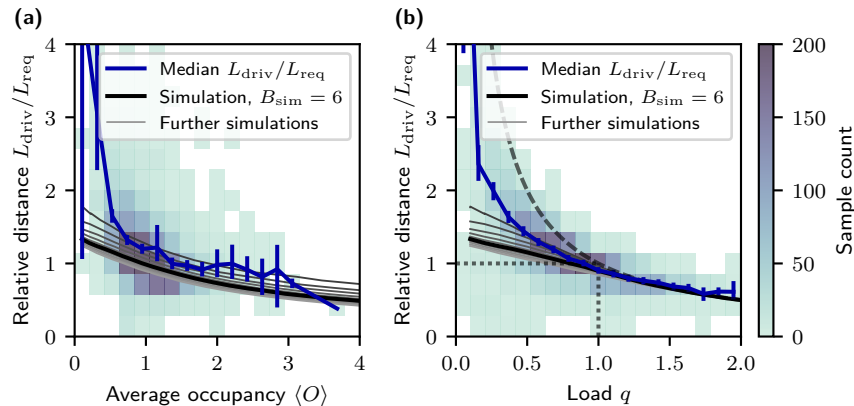 (a)
Relative distance L_driv/L_req
4
3
2
1
0
Median L_driv/L_req
Simulation, B_sim = 6
Further simulations
0
1
2
3
4
Average occupancy ⟨O⟩
(b)
Relative distance L_driv/L_req
4
3
2
1
0
Median L_driv/L_req
Simulation, B_sim = 6
Further simulations
0.0
0.5
1.0
1.5
2.0
Load q
200
150
100
50
0
Sample count